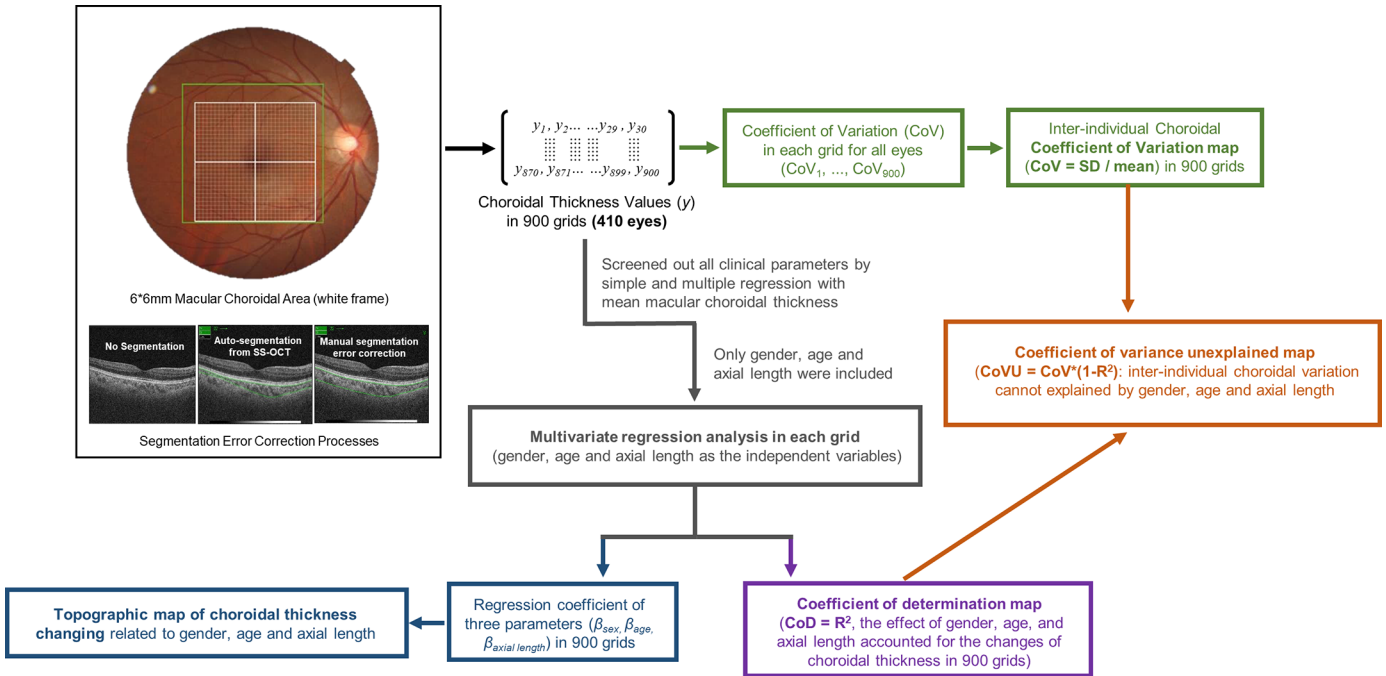 6*6mm Macular Choroidal Area (white frame)
No Segmentation
Auto-segmentation
from SS-OCT
Manual segmentation
error correction
Segmentation Error Correction Processes
y1 , y2... ...y29 , y30
y870, y871... ...y899, y900
Choroidal Thickness Values (y)
in 900 grids (410 eyes)
Coefficient of Variation (CoV)
in each grid for all eyes
(CoV1, ..., CoV900)
Inter-individual Choroidal
Coefficient of Variation map
(CoV = SD / mean) in 900 grids
Screened out all clinical parameters by
simple and multiple regression with
mean macular choroidal thickness
Only gender, age and
axial length were included
Coefficient of variance unexplained map
(CoVU = CoV*(1-R²): inter-individual choroidal variation
cannot explained by gender, age and axial length
Multivariate regression analysis in each grid
(gender, age and axial length as the independent variables)
Topographic map of choroidal thickness
changing related to gender, age and axial length
Regression coefficient of
three parameters (βsex, βage,
βaxial length) in 900 grids
Coefficient of determination map
(CoD = R², the effect of gender, age, and
axial length accounted for the changes of
choroidal thickness in 900 grids)